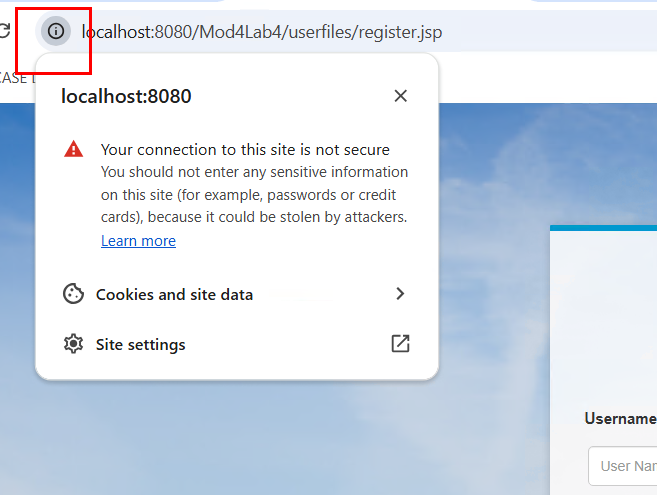 localhost:8080/Mod4Lab4/userfiles/register.jsp
CASE
localhost:8080
Your connection to this site is not secure
You should not enter any sensitive information
on this site (for example, passwords or credit
cards), because it could be stolen by attackers.
Learn more
Cookies and site data
Site settings
Username
User Nar